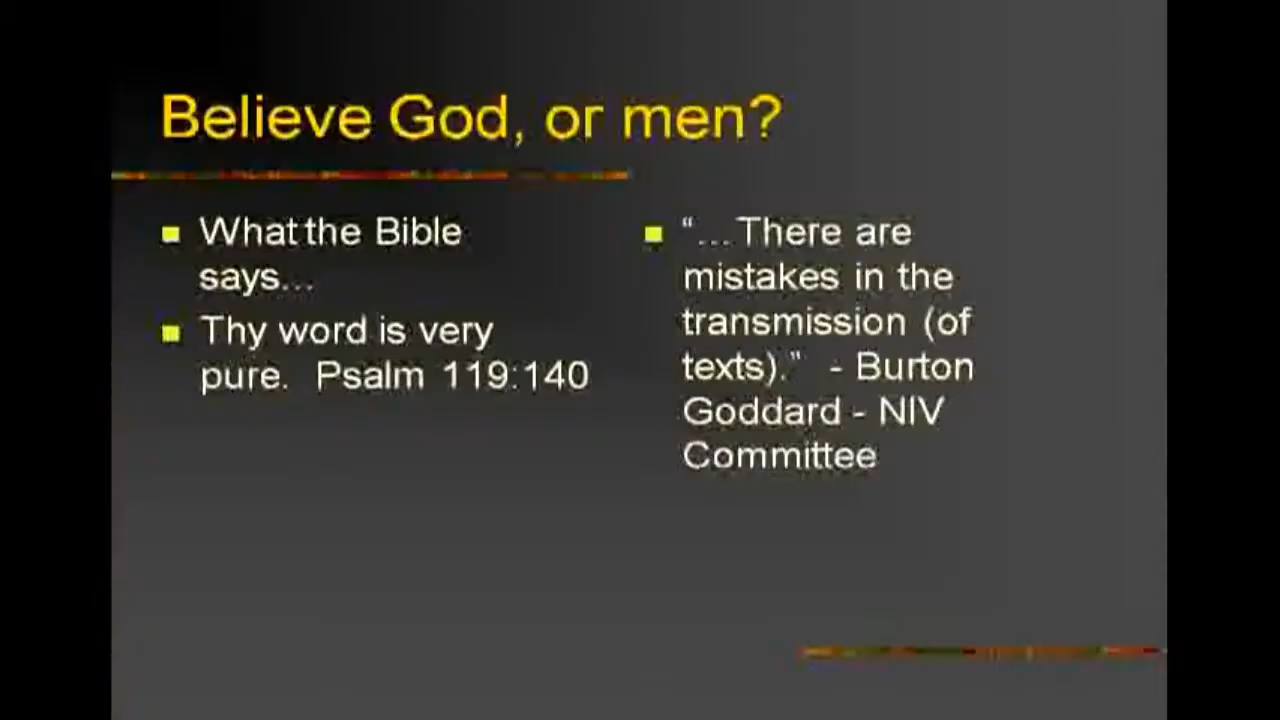 Believe God, or men?
What the Bible
says...
Thy word is very
pure.  Psalm 119:140
“...There are
mistakes in the
transmission (of
texts).”  - Burton
Goddard - NIV
Committee